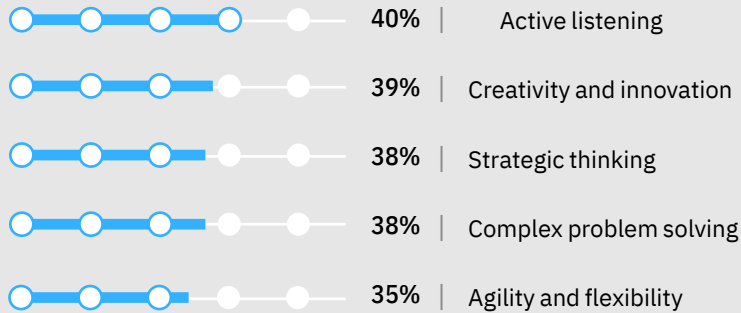 40% | Active listening
39% | Creativity and innovation
38% | Strategic thinking
38% | Complex problem solving
35% | Agility and flexibility